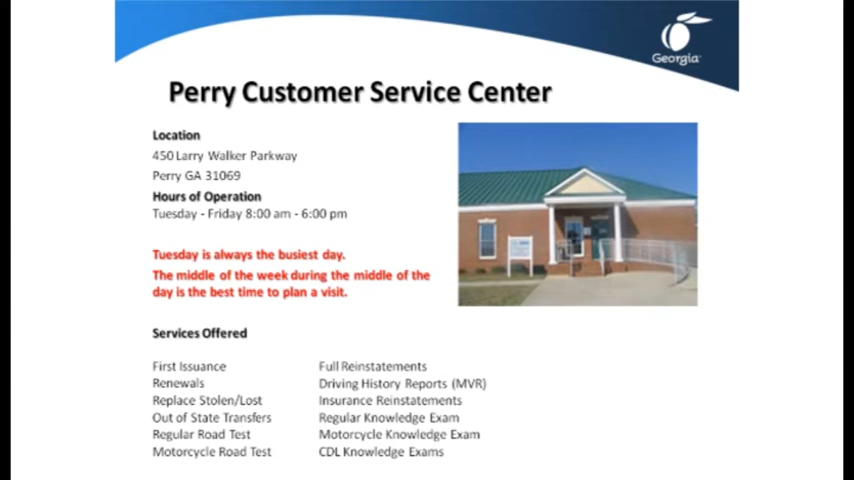 Georgia
Perry Customer Service Center
Location
450 Larry Walker Parkway
Perry GA 31069
Hours of Operation
Tuesday - Friday 8:00 am - 6:00 pm
Tuesday is always the busiest day.
The middle of the week during the middle of the
day is the best time to plan a visit.
Services Offered
First Issuance
Renewals
Replace Stolen/Lost
Out of State Transfers
Regular Road Test
Motorcycle Road Test
Full Reinstatements
Driving History Reports (MVR)
Insurance Reinstatements
Regular Knowledge Exam
Motorcycle Knowledge Exam
CDL Knowledge Exams